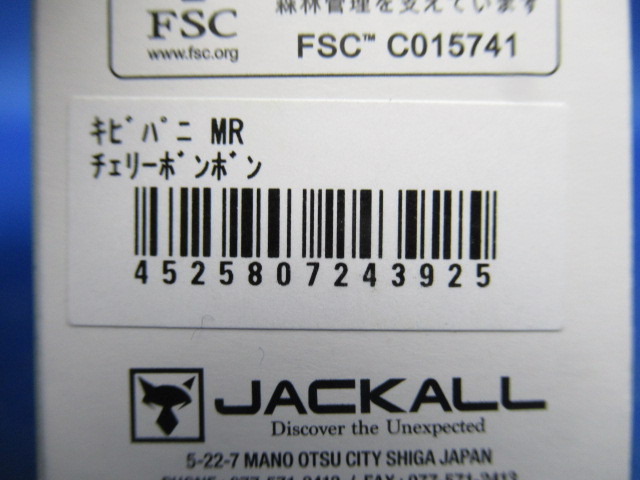 森林管理を支えています
FSC
www.fsc.org
FSC™ C015741
ｷﾋﾞﾊﾟﾆ MR
ﾁｪﾘｰﾎﾞﾝﾎﾞﾝ
4525807243925
JACKALL
Discover the Unexpected
5-22-7 MANO OTSU CITY SHIGA JAPAN